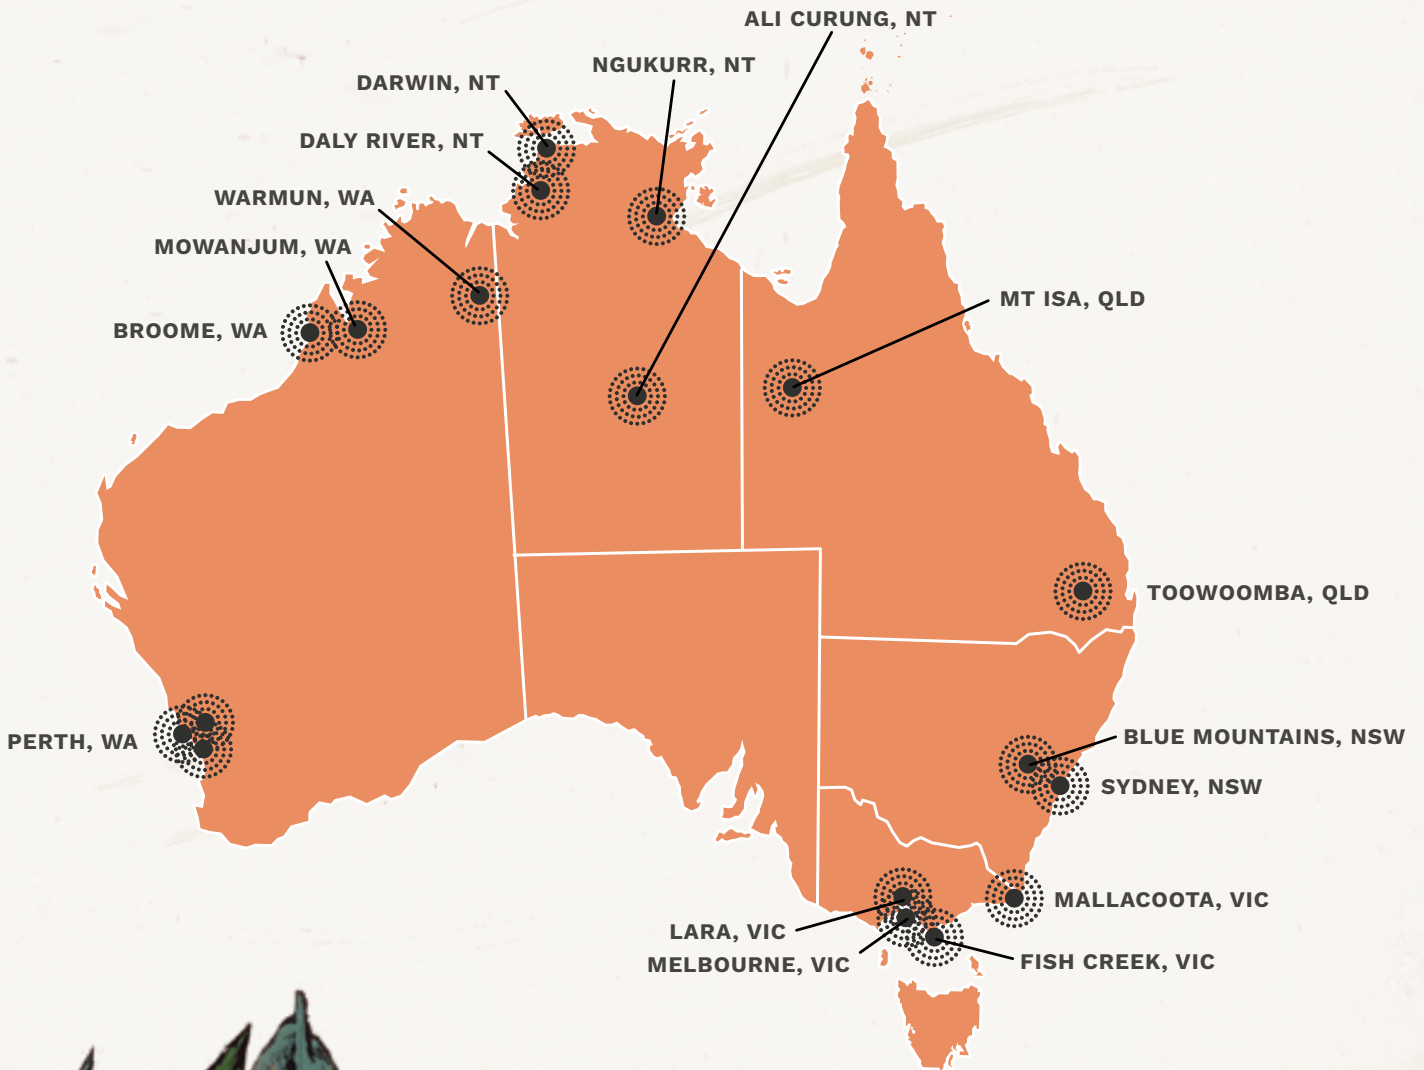 ALI CURUNG, NT
NGUKURR, NT
DARWIN, NT
DALY RIVER, NT
WARMUN, WA
MOWANJUM, WA
MT ISA, QLD
BROOME, WA
TOOWOOMBA, QLD
BLUE MOUNTAINS, NSW
PERTH, WA
SYDNEY, NSW
MALLACOOTA, VIC
LARA, VIC
FISH CREEK, VIC
MELBOURNE, VIC